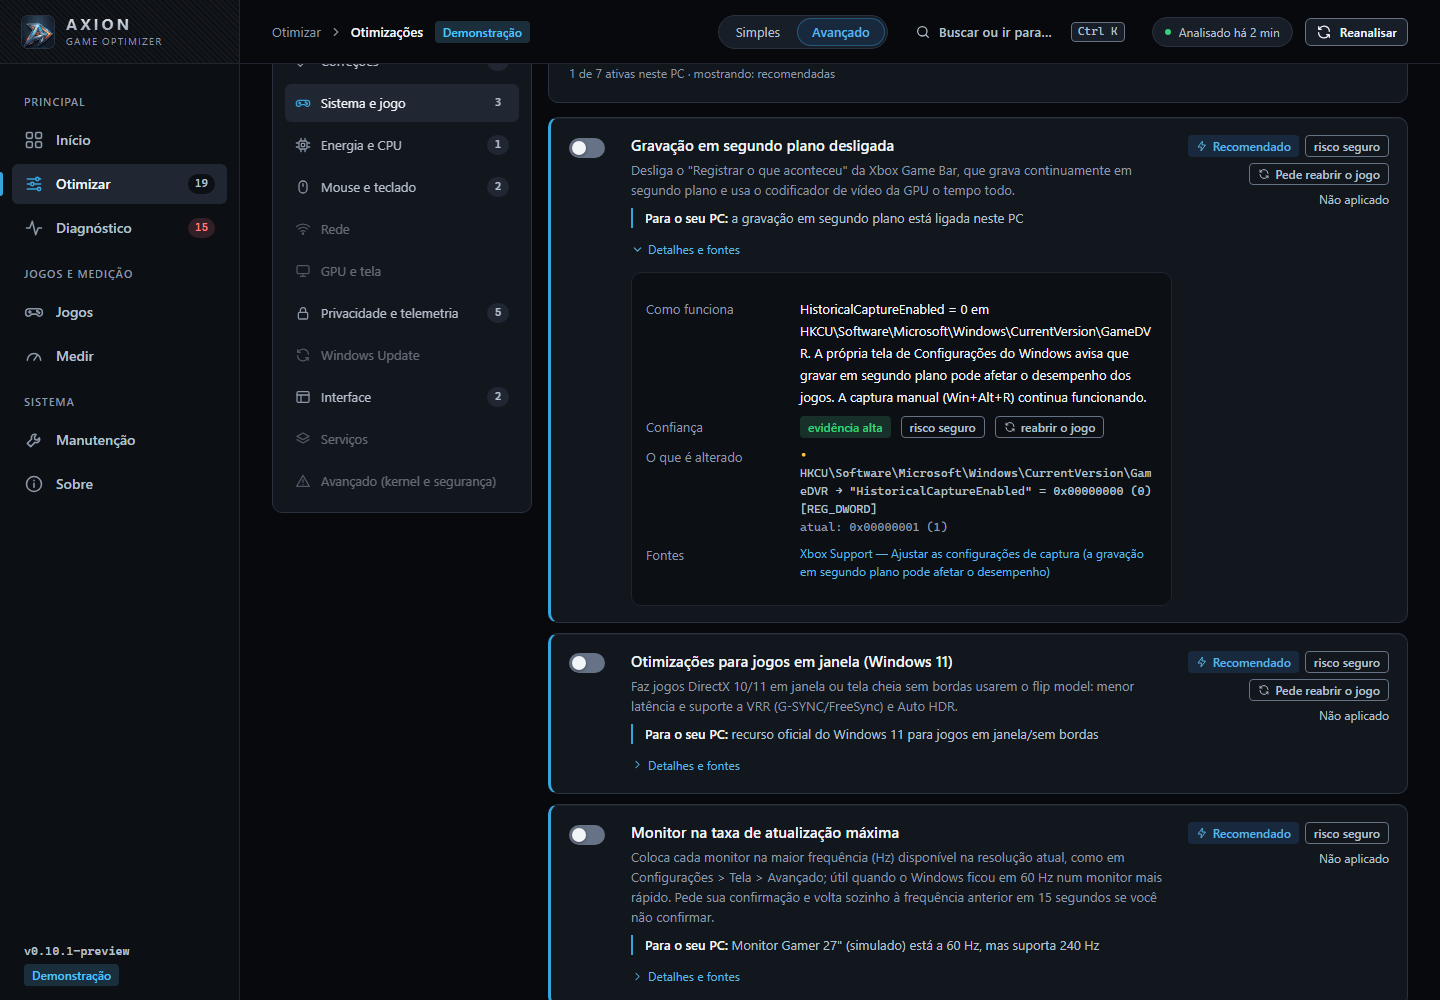 AXION
GAME OPTIMIZER
Otimizar
Otimizações
Demonstração
Simples
Avançado
Buscar ou ir para...
Ctrl K
Analisado há 2 min
Reanalisar
PRINCIPAL
Início
Otimizar
19
Diagnóstico
15
JOGOS E MEDIÇÃO
Jogos
Medir
SISTEMA
Manutenção
Sobre
v0.10.1-preview
Demonstração
Correções
Sistema e jogo
3
Energia e CPU
1
Mouse e teclado
2
Rede
GPU e tela
Privacidade e telemetria
5
Windows Update
Interface
2
Serviços
Avançado (kernel e segurança)
1 de 7 ativas neste PC · mostrando: recomendadas
Gravação em segundo plano desligada
Desliga o "Registrar o que aconteceu" da Xbox Game Bar, que grava continuamente em
segundo plano e usa o codificador de vídeo da GPU o tempo todo.
Para o seu PC: a gravação em segundo plano está ligada neste PC
Detalhes e fontes
Recomendado
risco seguro
Pede reabrir o jogo
Não aplicado
Como funciona
HistoricalCaptureEnabled = 0 em
HKCU\Software\Microsoft\Windows\CurrentVersion\GameDV
R. A própria tela de Configurações do Windows avisa que
gravar em segundo plano pode afetar o desempenho dos
jogos. A captura manual (Win+Alt+R) continua funcionando.
Confiança
evidência alta
risco seguro
reabrir o jogo
O que é alterado
•
HKCU\Software\Microsoft\Windows\CurrentVersion\Gam
eDVR → "HistoricalCaptureEnabled" = 0x00000000 (0)
[REG_DWORD]
atual: 0x00000001 (1)
Fontes
Xbox Support — Ajustar as configurações de captura (a gravação
em segundo plano pode afetar o desempenho)
Otimizações para jogos em janela (Windows 11)
Faz jogos DirectX 10/11 em janela ou tela cheia sem bordas usarem o flip model: menor
latência e suporte a VRR (G-SYNC/FreeSync) e Auto HDR.
Para o seu PC: recurso oficial do Windows 11 para jogos em janela/sem bordas
Detalhes e fontes
Recomendado
risco seguro
Pede reabrir o jogo
Não aplicado
Monitor na taxa de atualização máxima
Coloca cada monitor na maior frequência (Hz) disponível na resolução atual, como em
Configurações > Tela > Avançado; útil quando o Windows ficou em 60 Hz num monitor mais
rápido. Pede sua confirmação e volta sozinho à frequência anterior em 15 segundos se você
não confirmar.
Para o seu PC: Monitor Gamer 27" (simulado) está a 60 Hz, mas suporta 240 Hz
Detalhes e fontes
Recomendado
risco seguro
Não aplicado